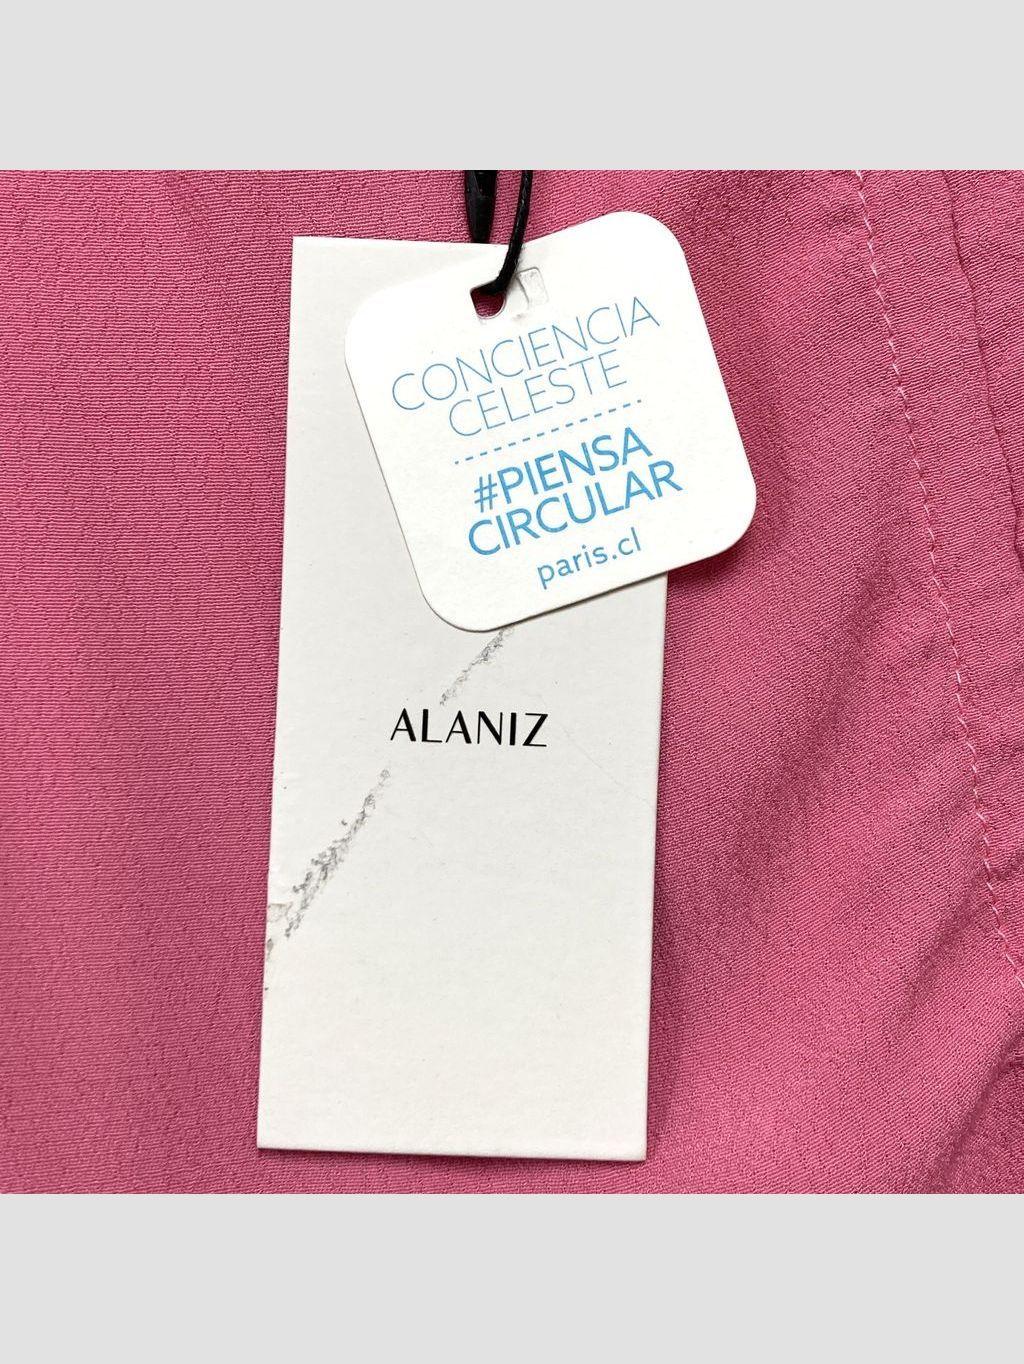 CONCIENCIA
CELESTE
#PIENSA
CIRCULAR
paris.cl
ALANIZ